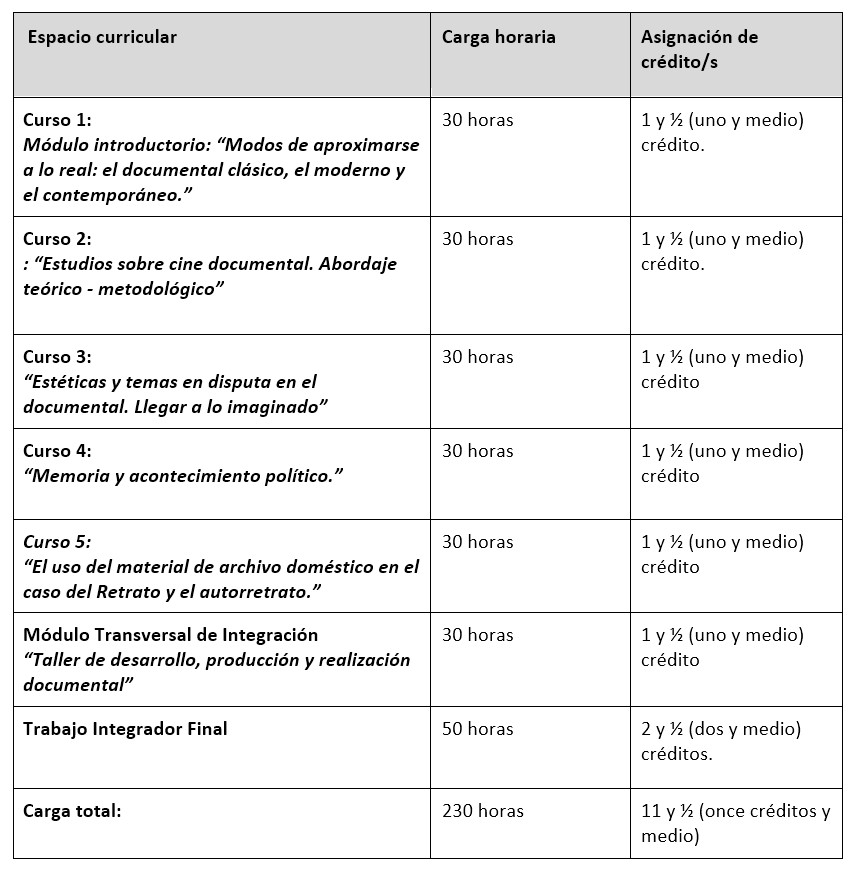 Espacio curricular
Carga horaria
Asignación de
crédito/s
Curso 1:
Módulo introductorio: “Modos de aproximarse
a lo real: el documental clásico, el moderno y
el contemporáneo.”
30 horas
1 y ½ (uno y medio)
crédito.
Curso 2:
: “Estudios sobre cine documental. Abordaje
teórico - metodológico”
30 horas
1 y ½ (uno y medio)
crédito.
Curso 3:
“Estéticas y temas en disputa en el
documental. Llegar a lo imaginado”
30 horas
1 y ½ (uno y medio)
crédito
Curso 4:
“Memoria y acontecimiento político.”
30 horas
1 y ½ (uno y medio)
crédito
Curso 5:
“El uso del material de archivo doméstico en el
caso del Retrato y el autorretrato.”
30 horas
1 y ½ (uno y medio)
crédito
Módulo Transversal de Integración
“Taller de desarrollo, producción y realización
documental”
30 horas
1 y ½ (uno y medio)
crédito
Trabajo Integrador Final
50 horas
2 y ½ (dos y medio)
créditos.
Carga total:
230 horas
11 y ½ (once créditos y
medio)